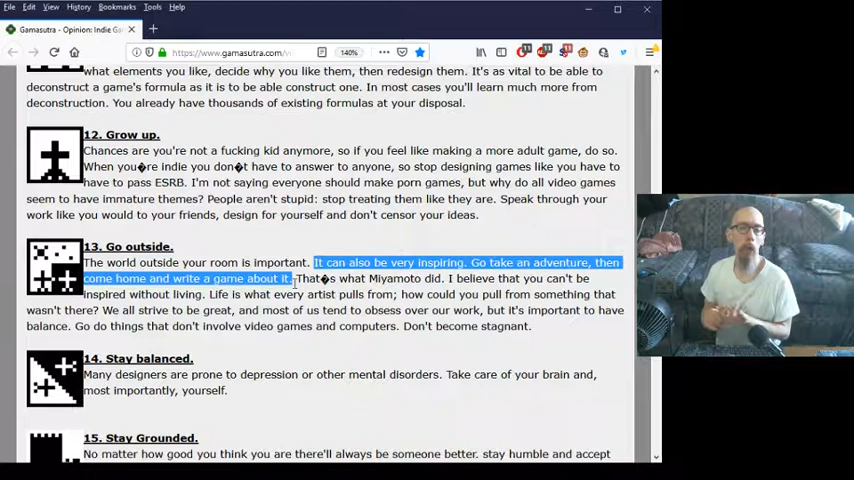 File Edit View History Bookmarks Tools Help
Gamasutra - Opinion: Indie Ga
https://www.gamasutra.com/v
140%
11
11
11
what elements you like, decide why you like them, then redesign them. It's as vital to be able to
deconstruct a game's formula as it is to be able construct one. In most cases you'll learn much more from
deconstruction. You already have thousands of existing formulas at your disposal.
12. Grow up.
Chances are you're not a fucking kid anymore, so if you feel like making a more adult game, do so.
When you�re indie you don�t have to answer to anyone, so stop designing games like you have to
have to pass ESRB. I'm not saying everyone should make porn games, but why do all video games
seem to have immature themes? People aren't stupid: stop treating them like they are. Speak through your
work like you would to your friends, design for yourself and don't censor your ideas.
13. Go outside.
The world outside your room is important. It can also be very inspiring. Go take an adventure, then
come home and write a game about it. That�s what Miyamoto did. I believe that you can't be
inspired without living. Life is what every artist pulls from; how could you pull from something that
wasn't there? We all strive to be great, and most of us tend to obsess over our work, but it's important to have
balance. Go do things that don't involve video games and computers. Don't become stagnant.
14. Stay balanced.
Many designers are prone to depression or other mental disorders. Take care of your brain and,
most importantly, yourself.
15. Stay Grounded.
No matter how good you think you are there'll always be someone better. stay humble and accept